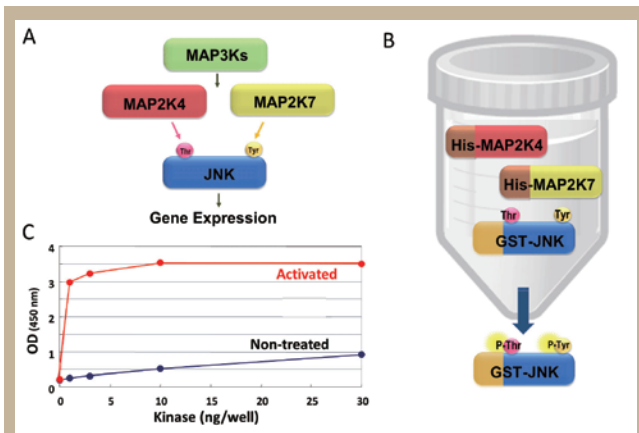 A
MAP3Ks
MAP2K4
MAP2K7
Thr
Tyr
JNK
Gene Expression
B
His-MAP2K4
His-MAP2K7
Thr
Tyr
GST-JNK
P-Thr
P-Tyr
GST-JNK
C
4
3
2
1
0
OD (450 nm)
Activated
Non-treated
0
5
10
15
20
25
30
Kinase (ng/well)